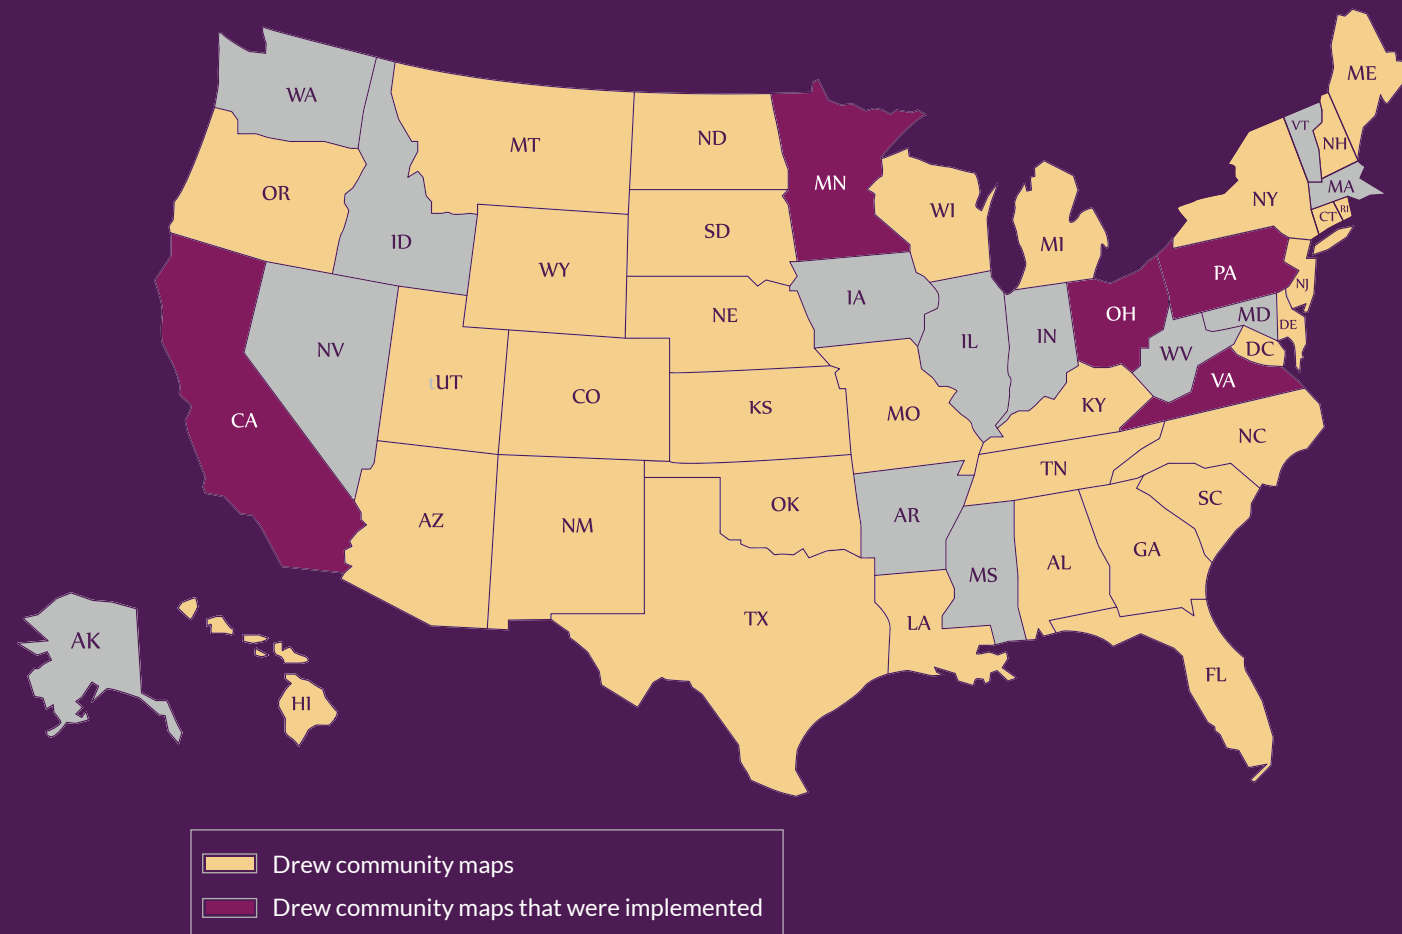 ME
WA
VT
MT
ND
NH
MN
MA
OR
NY
WI
RI
CT
SD
ID
MI
WY
PA
NJ
IA
OH
MD
NE
DE
IN
IL
NV
DC
WV
tUT
VA
CO
KY
KS
MO
CA
NC
TN
SC
OK
AR
AZ
NM
GA
AL
MS
TX
LA
AK
FL
HI
Drew community maps
Drew community maps that were implemented